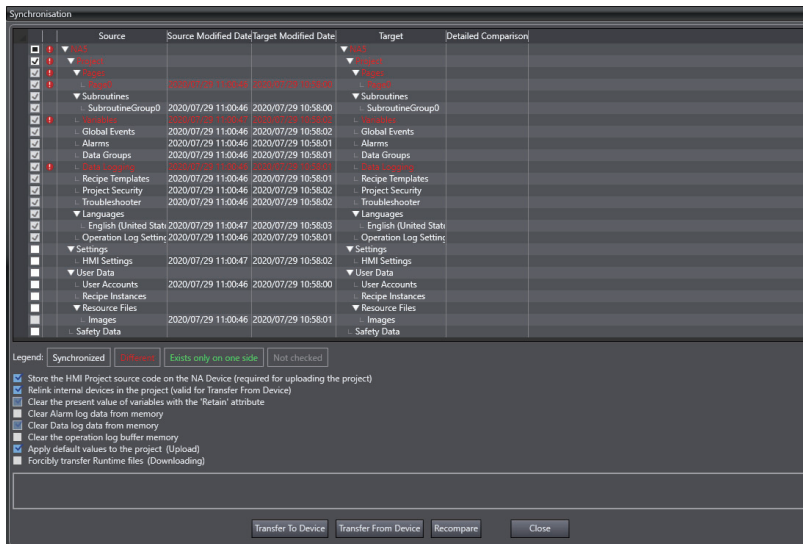 Synchronisation
Source Source Modified Date Target Modified Date Target Detailed Comparison
Project
Subroutines Subroutines
SubroutineGroup0 2020/07/29 11:00:46 2020/07/29 10:58:00 SubroutineGroup0
Variables 2020/07/29 11:00:47 Variables
Global Events 2020/07/29 11:00:46 2020/07/29 10:58:02 Global Events
Alarms 2020/07/29 11:00:46 2020/07/29 10:58:01 Alarms
Data Groups 2020/07/29 11:00:46 2020/07/29 10:58:01 Data Groups
Recipe Templates 2020/07/29 11:00:46 2020/07/29 10:58:01 Recipe Templates
Project Security 2020/07/29 11:00:46 2020/07/29 10:58:02 Project Security
Troubleshooter 2020/07/29 11:00:46 2020/07/29 10:58:02 Troubleshooter
Languages Languages
English (United State 2020/07/29 11:00:47 2020/07/29 10:58:03 English (United State
Operation Log Setting 2020/07/29 11:00:46 2020/07/29 10:58:01 Operation Log Setting
Settings Settings
HMI Settings 2020/07/29 11:00:47 2020/07/29 10:58:02 HMI Settings
User Data User Data
User Accounts 2020/07/29 11:00:46 2020/07/29 10:58:00 User Accounts
Recipe Instances Recipe Instances
Resource Files Resource Files
Images 2020/07/29 11:00:46 2020/07/29 10:58:01 Images
Safety Data Safety Data
Legend: Synchronized Different Exists only on one side Not checked
Store the HMI Project source code on the NA Device (required for uploading the project)
Relink internal devices in the project (valid for Transfer From Device)
Clear the present value of variables with the 'Retain' attribute
Clear Alarm log data from memory
Clear Data log data from memory
Clear the operation log buffer memory
Apply default values to the project (Upload)
Forcibly transfer Runtime files (Downloading)
Transfer To Device Transfer From Device Recompare Close